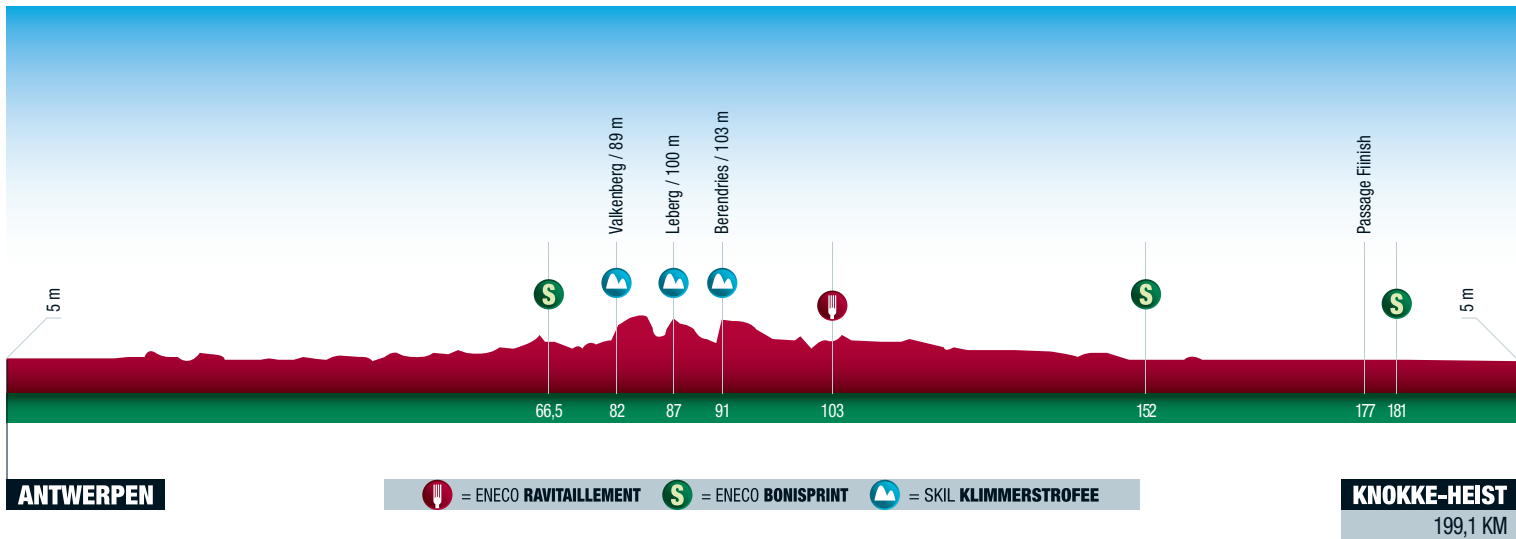 Valkenberg / 89 m
Leberg / 100 m
Berendries / 103 m
Passage Fiinish
5 m
S
S
S
5 m
66,5
82
87
91
103
152
177
181
ANTWERPEN
= ENECO RAVITAILLEMENT
S = ENECO BONISPRINT
= SKIL KLIMMERSTROFEE
KNOKKE-HEIST
199,1 KM